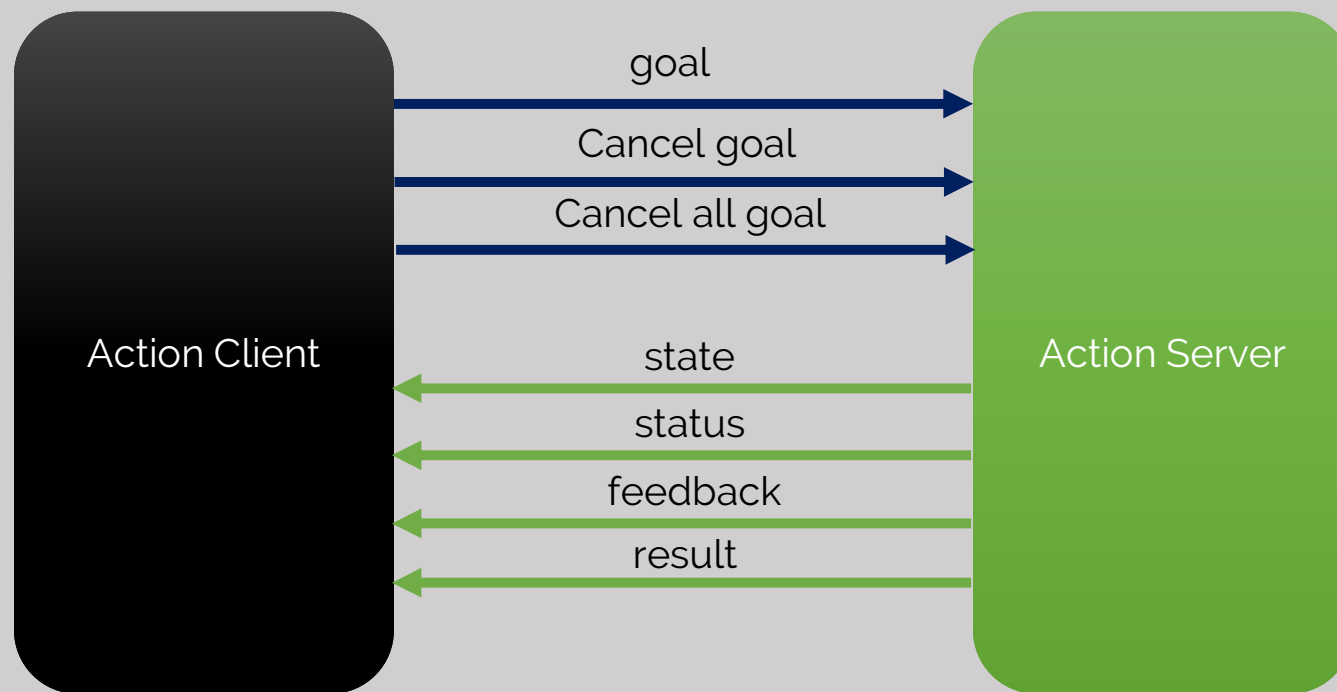 goal
Cancel goal
Cancel all goal
Action Client
Action Server
state
status
feedback
result